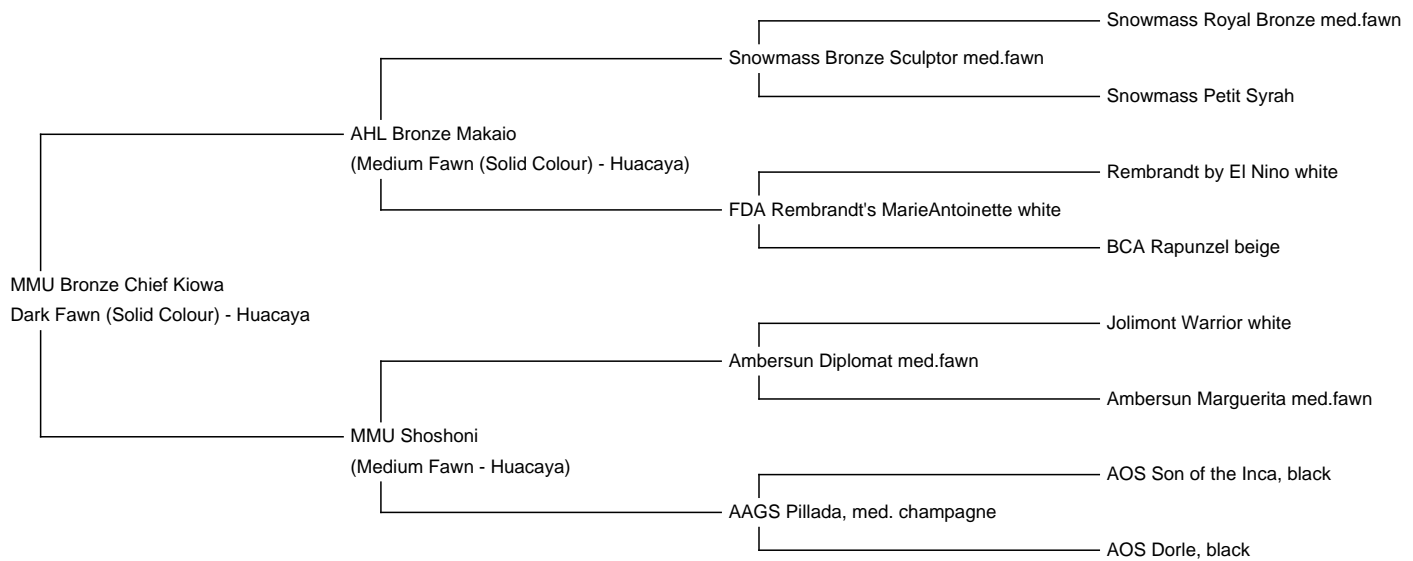 Snowmass Royal Bronze med.fawn
Snowmass Bronze Sculptor med.fawn
Snowmass Petit Syrah
AHL Bronze Makaio
(Medium Fawn (Solid Colour) - Huacaya)
Rembrandt by El Nino white
FDA Rembrandt's MarieAntoinette white
BCA Rapunzel beige
MMU Bronze Chief Kiowa
Dark Fawn (Solid Colour) - Huacaya
Jolimont Warrior white
Ambersun Diplomat med.fawn
Ambersun Marguerita med.fawn
MMU Shoshoni
(Medium Fawn - Huacaya)
AOS Son of the Inca, black
AAGS Pillada, med. champagne
AOS Dorle, black